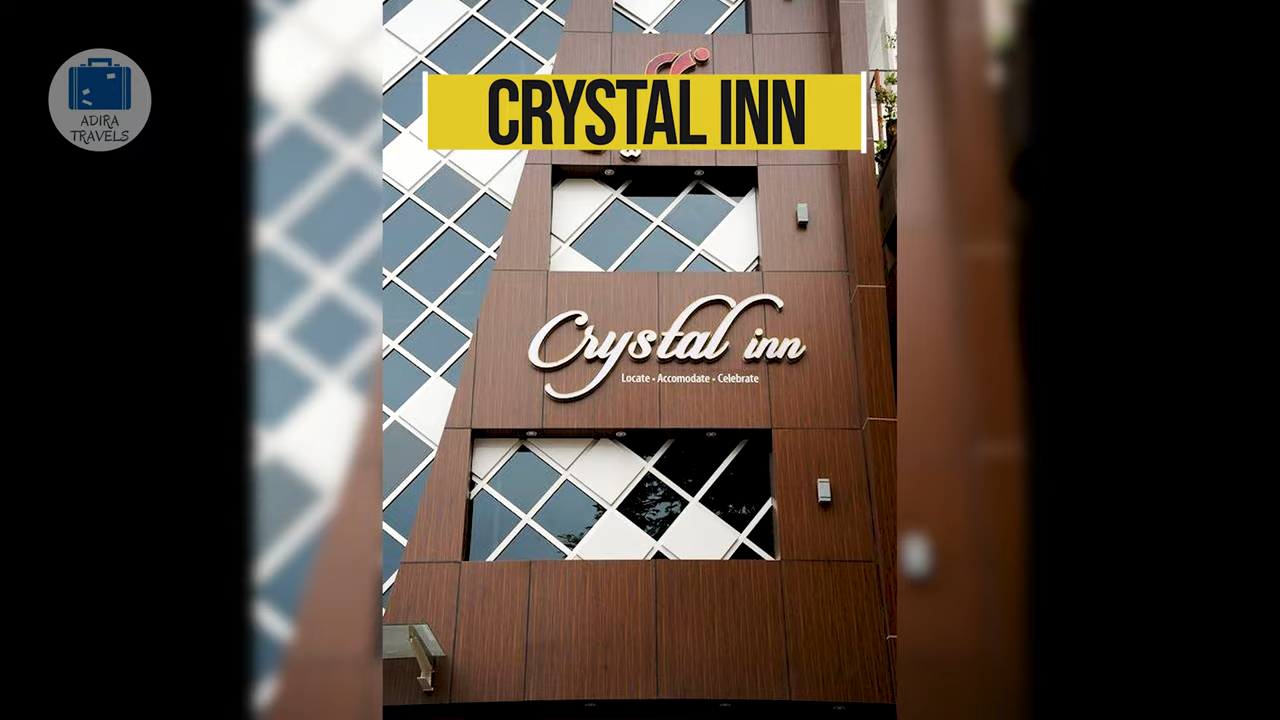 ADIRA
TRAVELS
CRYSTAL INN
Crystal inn
Locate - Accomodate - Celebrate